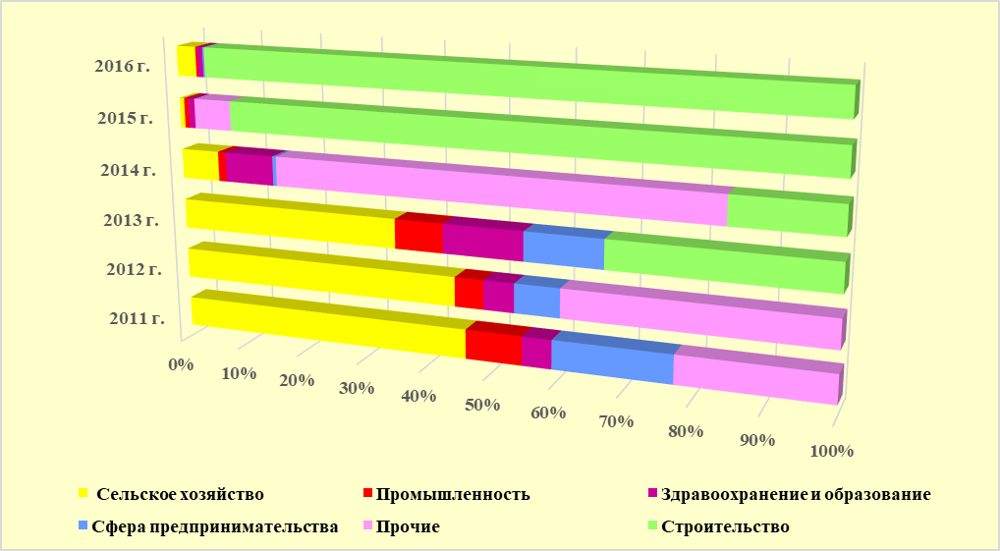 2016 г.
2015 г.
2014 г.
2013 г.
2012 г.
2011 г.
0% 10% 20% 30% 40% 50% 60% 70% 80% 90% 100%
Сельское хозяйство Промышленность Здравоохранение и образование
Сфера предпринимательства Прочие Строительство